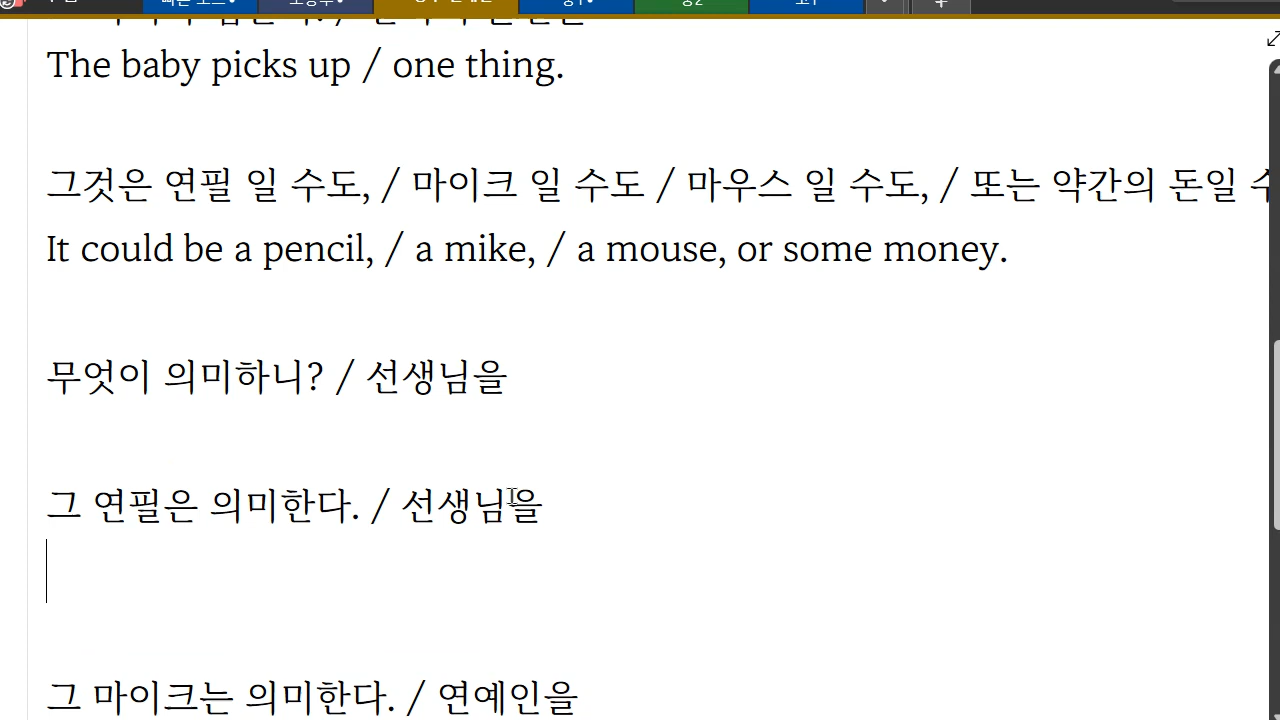 The baby picks up / one thing.
그것은 연필 일 수도, / 마이크 일 수도 / 마우스 일 수도, / 또는 약간의 돈일 수
It could be a pencil, / a mike, / a mouse, or some money.
무엇이 의미하니? / 선생님을
그 연필은 의미한다. / 선생님을
그 마이크는 의미한다. / 연예인을